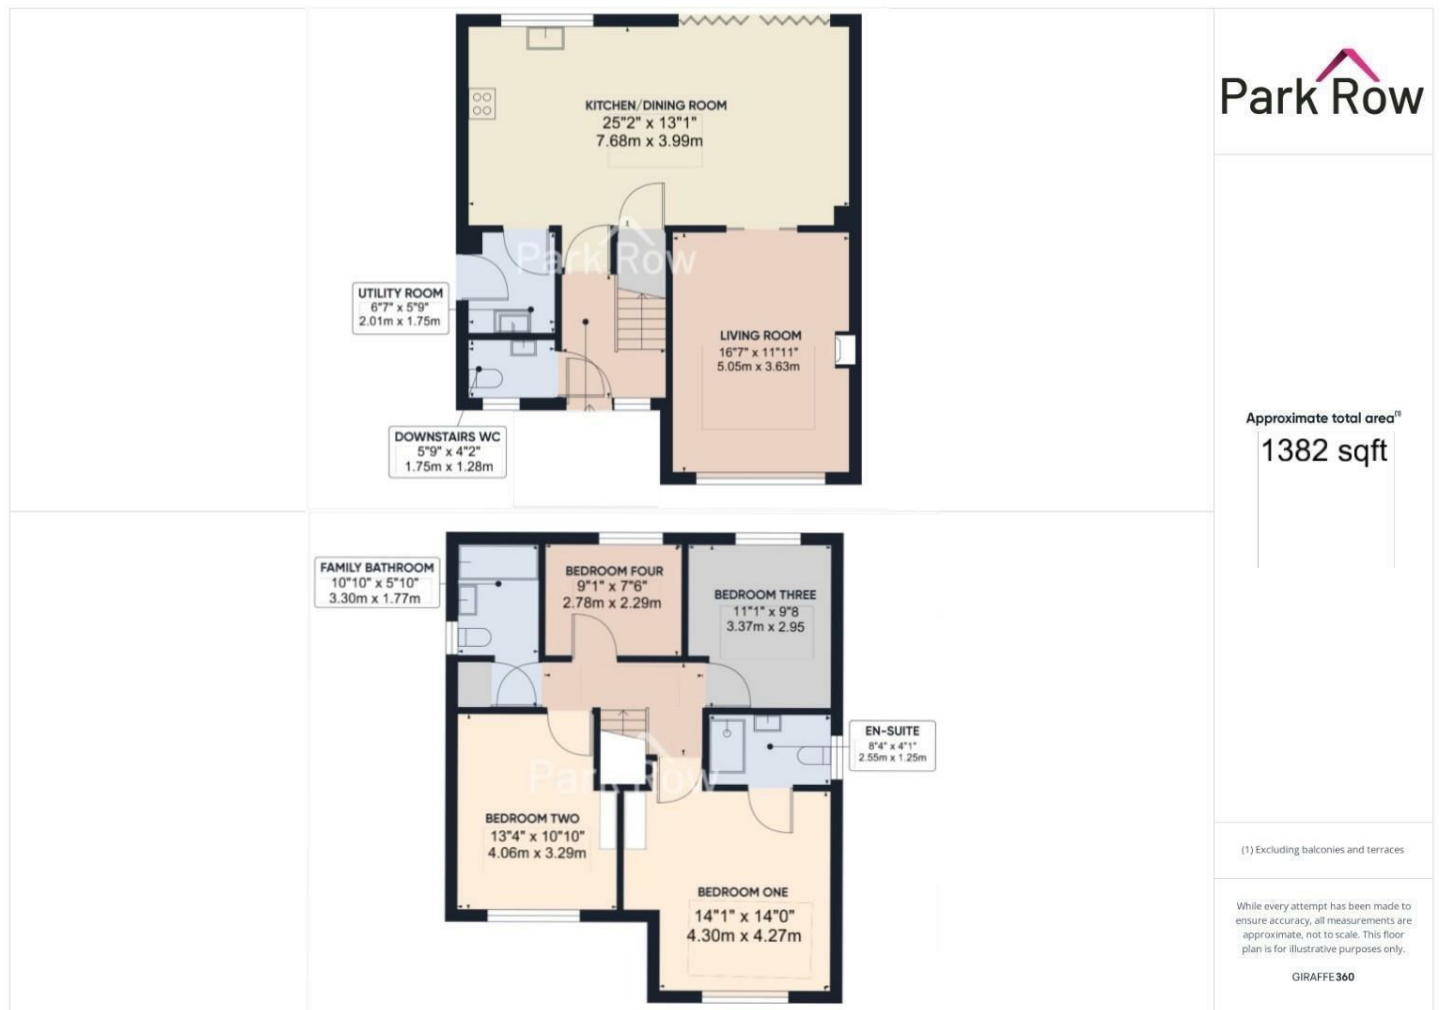 KITCHEN/DINING ROOM
25"2" x 13"1"
7.68m x 3.99m
Park Row
UTILITY ROOM
6"7" x 5"9"
2.01m x 1.75m
LIVING ROOM
16"7" x 11"11"
5.05m x 3.63m
DOWNSTAIRS WC
5"9" x 4"2"
1.75m x 1.28m
FAMILY BATHROOM
10"10" x 5"10"
3.30m x 1.77m
BEDROOM FOUR
9"1" x 7"6"
2.78m x 2.29m
BEDROOM THREE
11"1" x 9"8
3.37m x 2.95
EN-SUITE
8"4" x 4"1"
2.55m x 1.25m
Park Row
BEDROOM TWO
13"4" x 10"10"
4.06m x 3.29m
BEDROOM ONE
14"1" x 14"0"
4.30m x 4.27m
Park Row
Approximate total area(1)
1382 sqft
(1) Excluding balconies and terraces
While every attempt has been made to
ensure accuracy, all measurements are
approximate, not to scale. This floor
plan is for illustrative purposes only.
GIRAFFE360